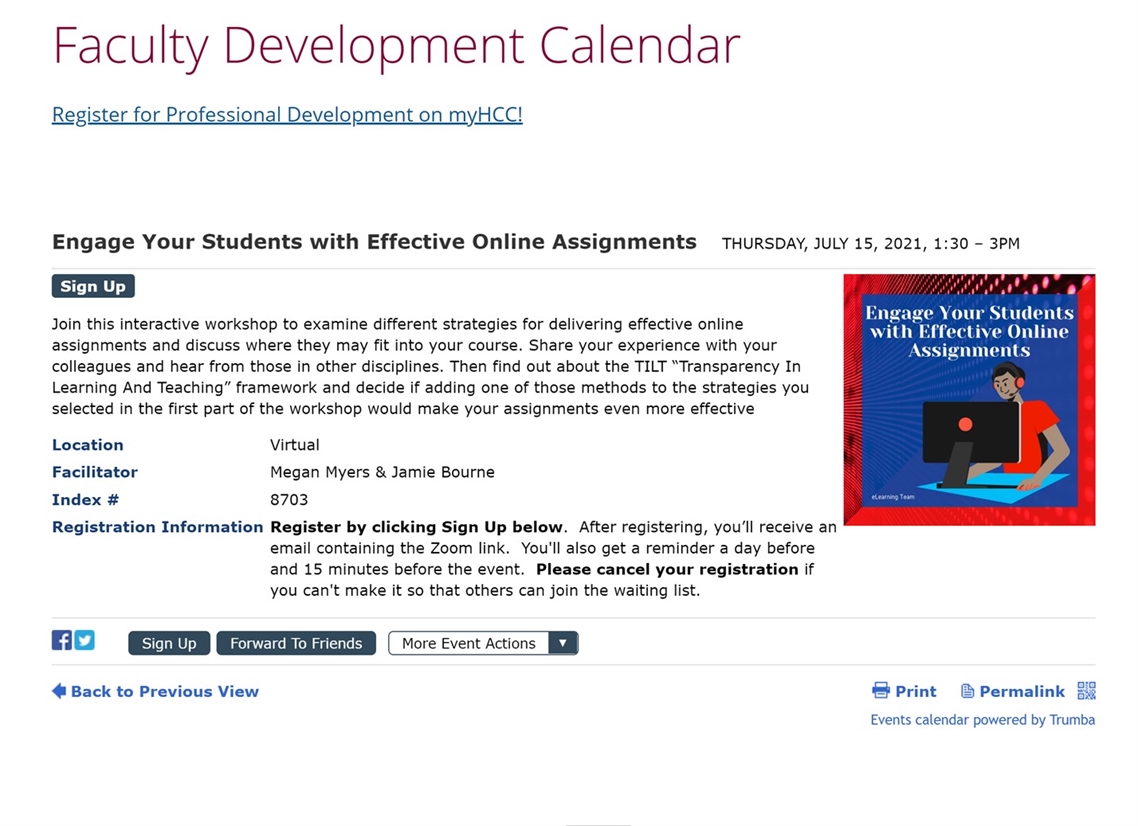 Faculty Development Calendar
Register for Professional Development on myHCC!
Engage Your Students with Effective Online Assignments THURSDAY, JULY 15, 2021, 1:30 – 3PM
Sign Up
Join this interactive workshop to examine different strategies for delivering effective online
assignments and discuss where they may fit into your course. Share your experience with your
colleagues and hear from those in other disciplines. Then find out about the TILT “Transparency In
Learning And Teaching” framework and decide if adding one of those methods to the strategies you
selected in the first part of the workshop would make your assignments even more effective
Engage Your Students
with Effective Online
Assignments
eLearning Team
Location Virtual
Facilitator Megan Myers & Jamie Bourne
Index # 8703
Registration Information Register by clicking Sign Up below. After registering, you’ll receive an
email containing the Zoom link. You'll also get a reminder a day before
and 15 minutes before the event. Please cancel your registration if
you can't make it so that others can join the waiting list.
Sign Up Forward To Friends More Event Actions
Back to Previous View Print Permalink
Events calendar powered by Trumba